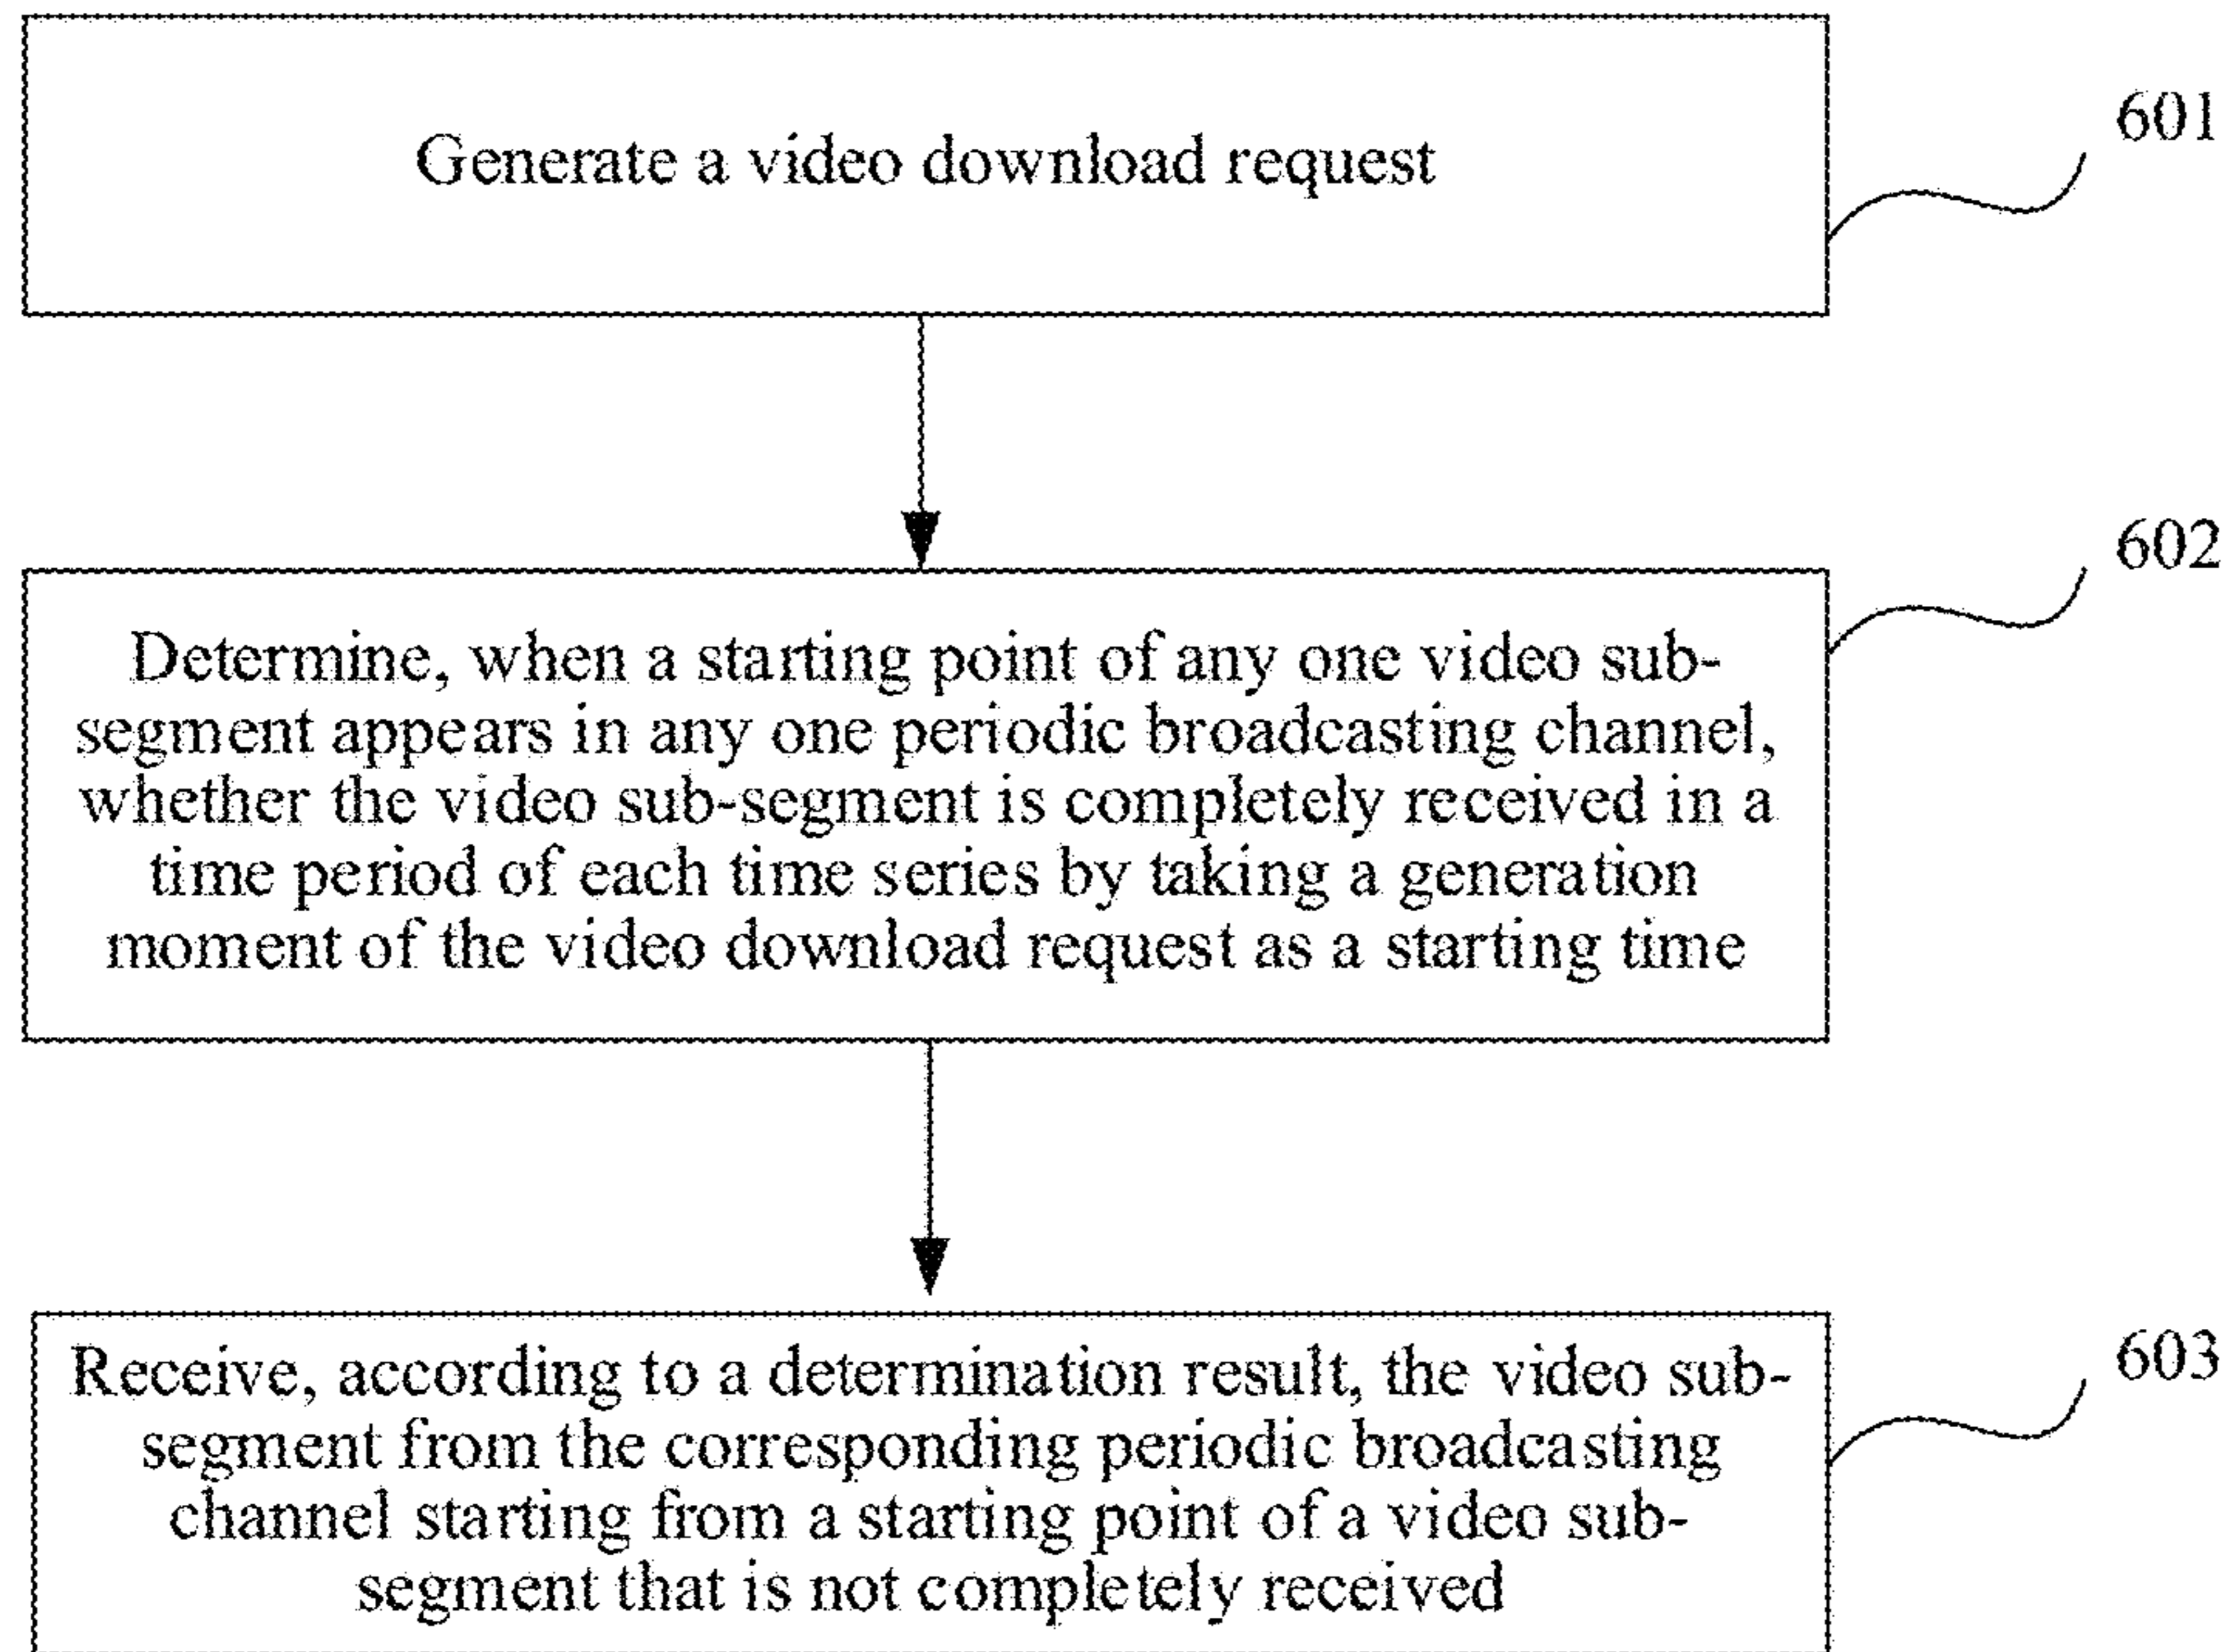 Generate a video download request
601
602
Determine, when a starting point of any one video sub-
segment appears in any one periodic broadcasting channel,
whether the video sub-segment is completely received in a
time period of each time series by taking a generation
moment of the video download request as a starting time
603
Receive, according to a determination result, the video sub-
segment from the corresponding periodic broadcasting
channel starting from a starting point of a video sub-
segment that is not completely received